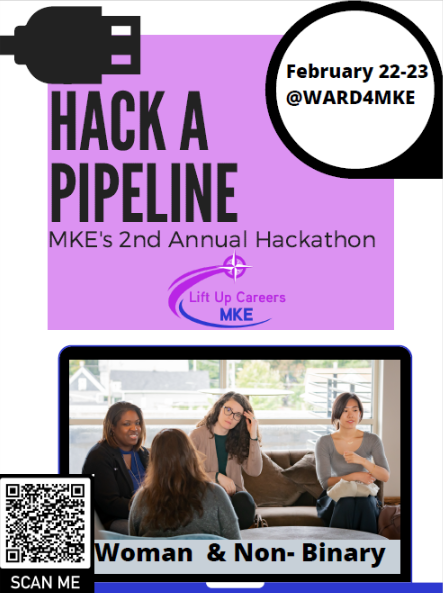 February 22-23
@WARD4MKE
HACK A
PIPELINE
MKE's 2nd Annual Hackathon
Lift Up Careers
MKE
Woman & Non- Binary
SCAN ME